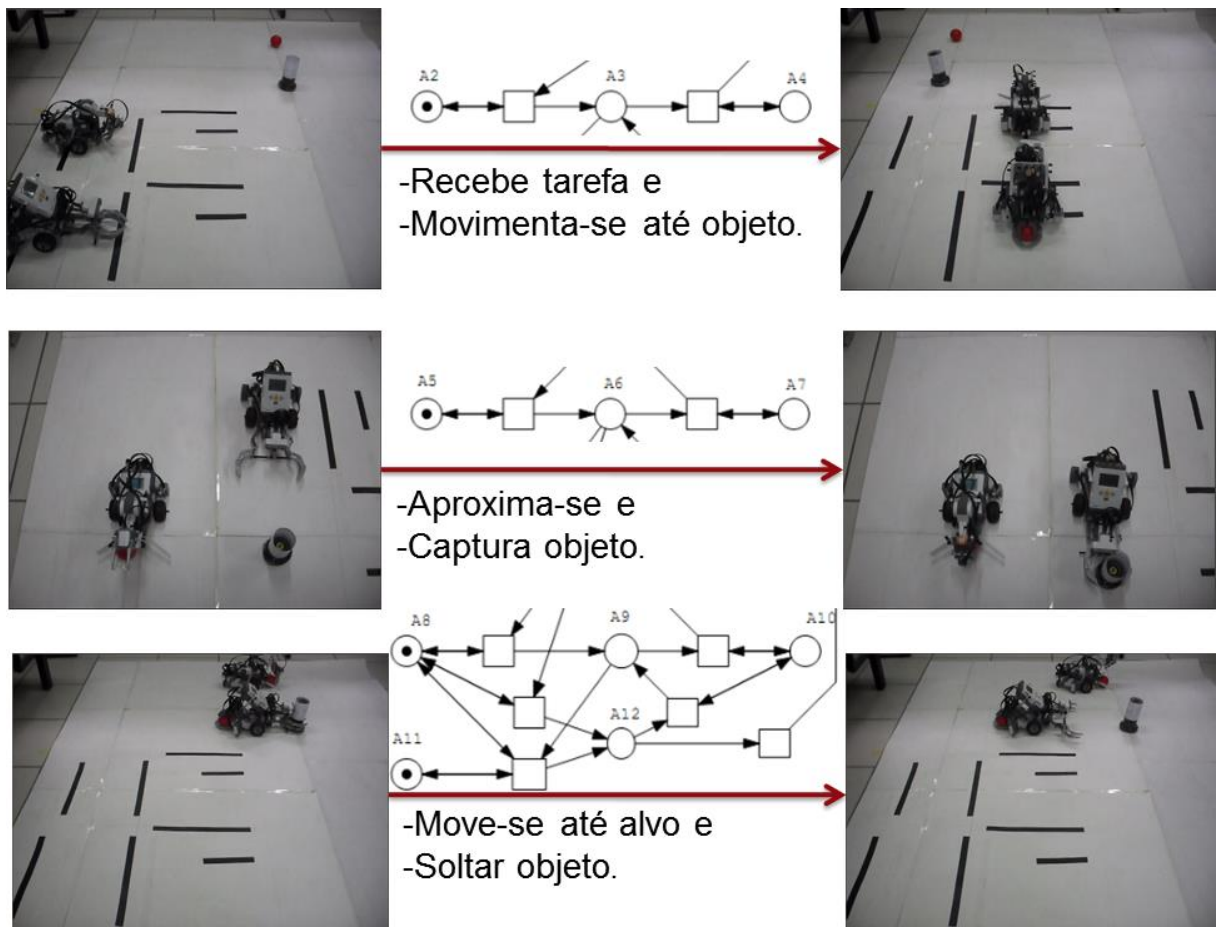 A2 A3 A4
-Recebe tarefa e
-Movimenta-se até objeto.
A5 A6 A7
-Aproxima-se e
-Captura objeto.
A8 A9 A10
A12
A11
-Move-se até alvo e
-Soltar objeto.